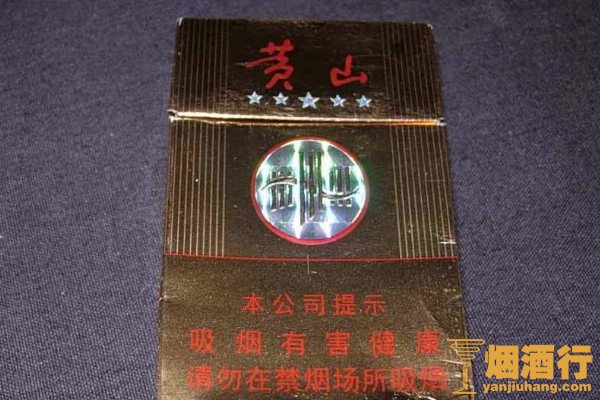 黄山
本公司提示
吸烟有害健康
请勿在禁烟场所吸烟
烟酒行
yanjiuhang.com